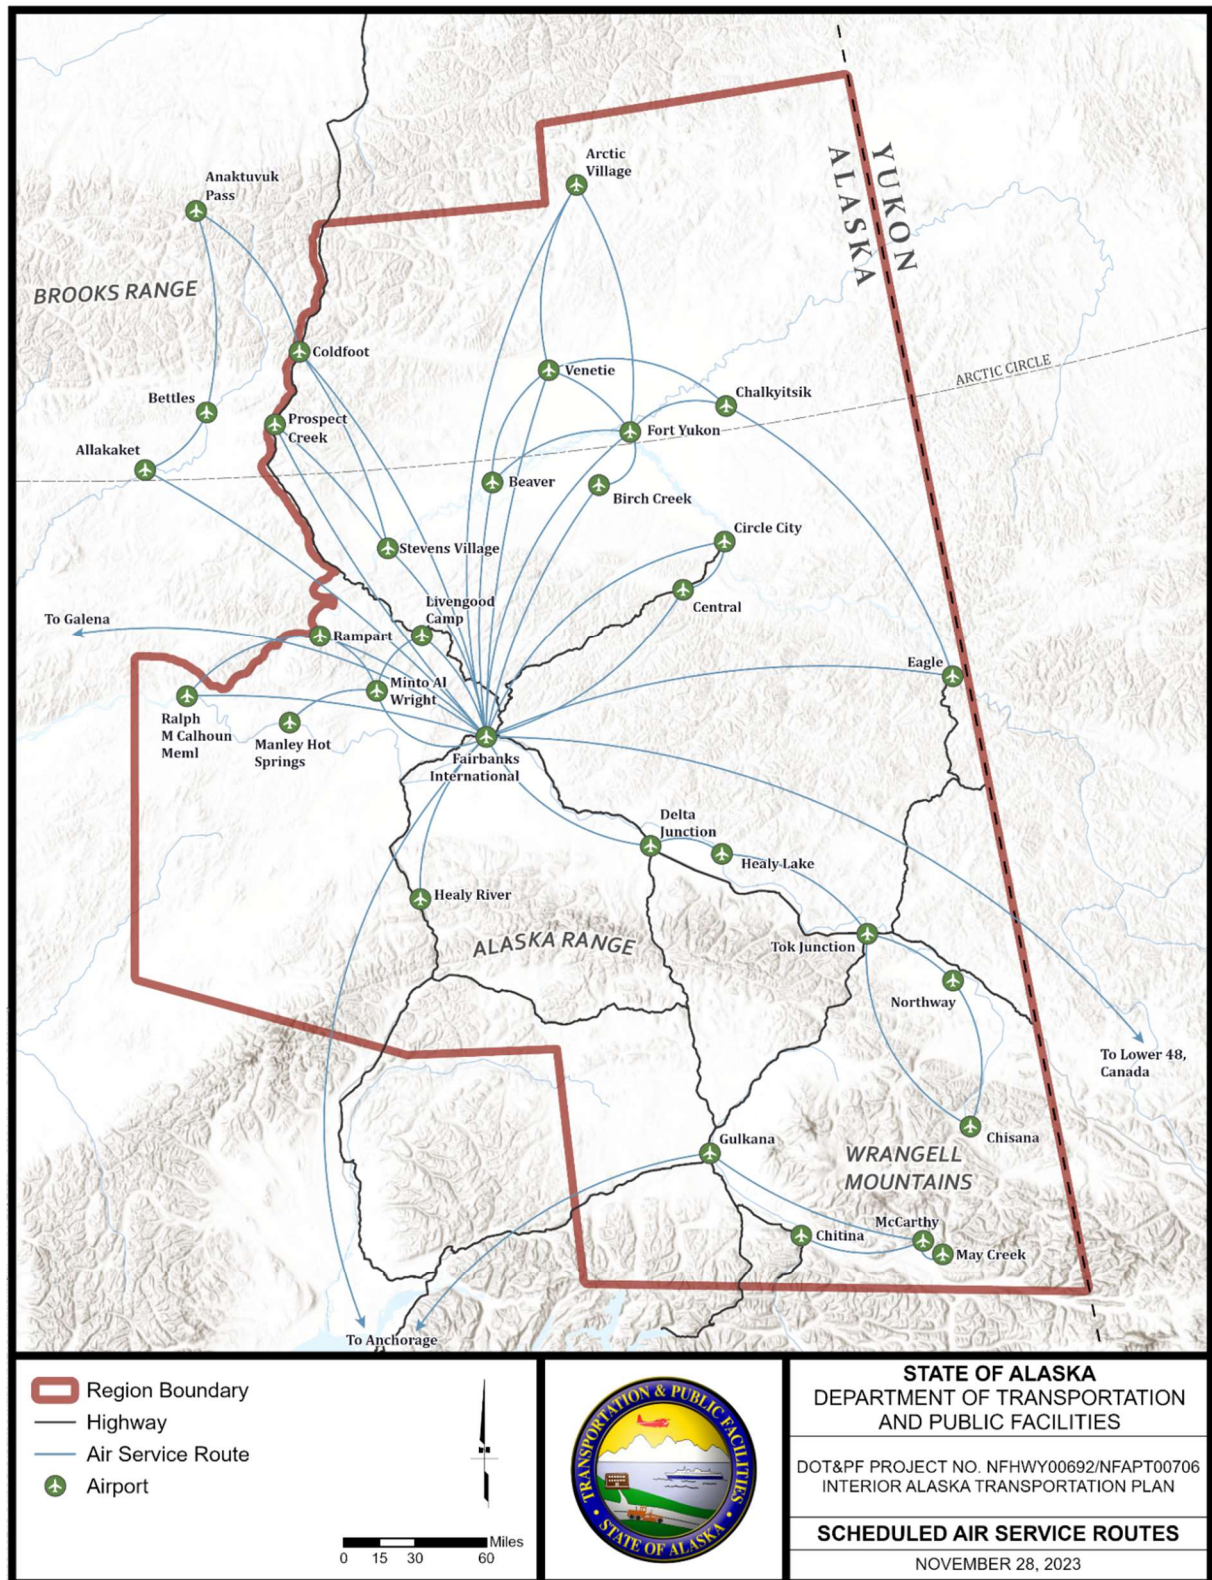 Arctic
Village
YUKON
ALASKA
Anaktuvuk
Pass
BROOKS RANGE
Coldfoot
Venetie
ARCTIC CIRCLE
Chalkyitsik
Bettles
Prospect
Creek
Fort Yukon
Allakaket
Beaver
Birch Creek
Circle City
Stevens Village
Central
Livengood
Camp
To Galena
Rampart
Eagle
Minto Al
Wright
Ralph
M Calhoun
Meml
Manley Hot
Springs
Fairbanks
International
Delta
Junction
Healy Lake
Healy River
ALASKA RANGE
Tok Junction
Northway
To Lower 48,
Canada
Chisana
Gulkana
WRANGELL
MOUNTAINS
McCarthy
Chitina
May Creek
To Anchorage
Region Boundary
Highway
Air Service Route
Airport
Miles
0 15 30 60
TRANSPORTATION & PUBLIC FACILITIES
STATE OF ALASKA
STATE OF ALASKA
DEPARTMENT OF TRANSPORTATION
AND PUBLIC FACILITIES
DOT&PF PROJECT NO. NFHWY00692/NFAPT00706
INTERIOR ALASKA TRANSPORTATION PLAN
SCHEDULED AIR SERVICE ROUTES
NOVEMBER 28, 2023